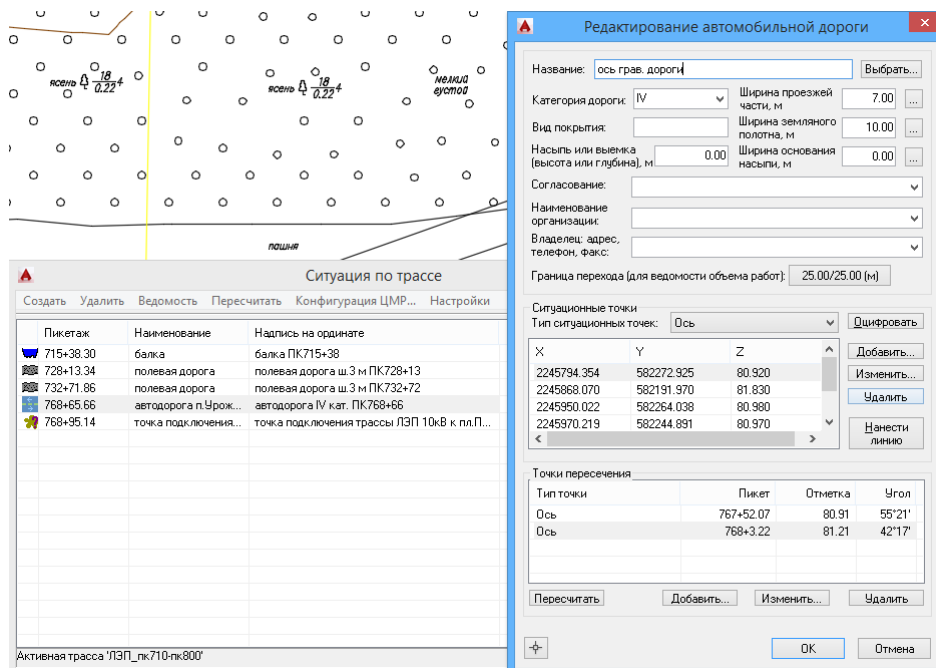 ясень 18 4
0.22
ясень 18 4
0.22
мелкий
густой
пашня
Ситуация по трассе
Создать Удалить Ведомость Пересчитать Конфигурация ЦМР... Настройки
Пикетаж Наименование Надпись на ординате
715+38.30 балка балка ПК715+38
728+13.34 полевая дорога полевая дорога ш.3 м ПК728+13
732+71.86 полевая дорога полевая дорога ш.3 м ПК732+72
768+65.66 автодорога п.Урож... автодорога IV кат. ПК768+66
768+95.14 точка подключения... точка подключения трассы ЛЭП 10кВ к пл.П...
Активная трасса 'ЛЭП_пк710-пк800'
Редактирование автомобильной дороги
Название: ось грав. дороги Выбрать...
Категория дороги: IV Ширина проезжей части, м 7.00 ...
Вид покрытия: Ширина земляного полотна, м 10.00 ...
Насыпь или выемка (высота или глубина), м 0.00 Ширина основания насыпи, м 0.00 ...
Согласование:
Наименование организации:
Владелец: адрес, телефон, факс:
Граница перехода (для ведомости объема работ): 25.00/25.00 (м)
Ситуационные точки
Тип ситуационных точек: Ось Оцифровать
X Y Z Добавить...
2245794.354 582272.925 80.920 Изменить...
2245868.070 582191.970 81.830 Удалить
2245950.022 582264.038 80.980
2245970.219 582244.891 80.970
Нанести линию
Точки пересечения
Тип точки Пикет Отметка Угол
Ось 767+52.07 80.91 55°21'
Ось 768+3.22 81.21 42°17'
Пересчитать Добавить... Изменить... Удалить
OK Отмена